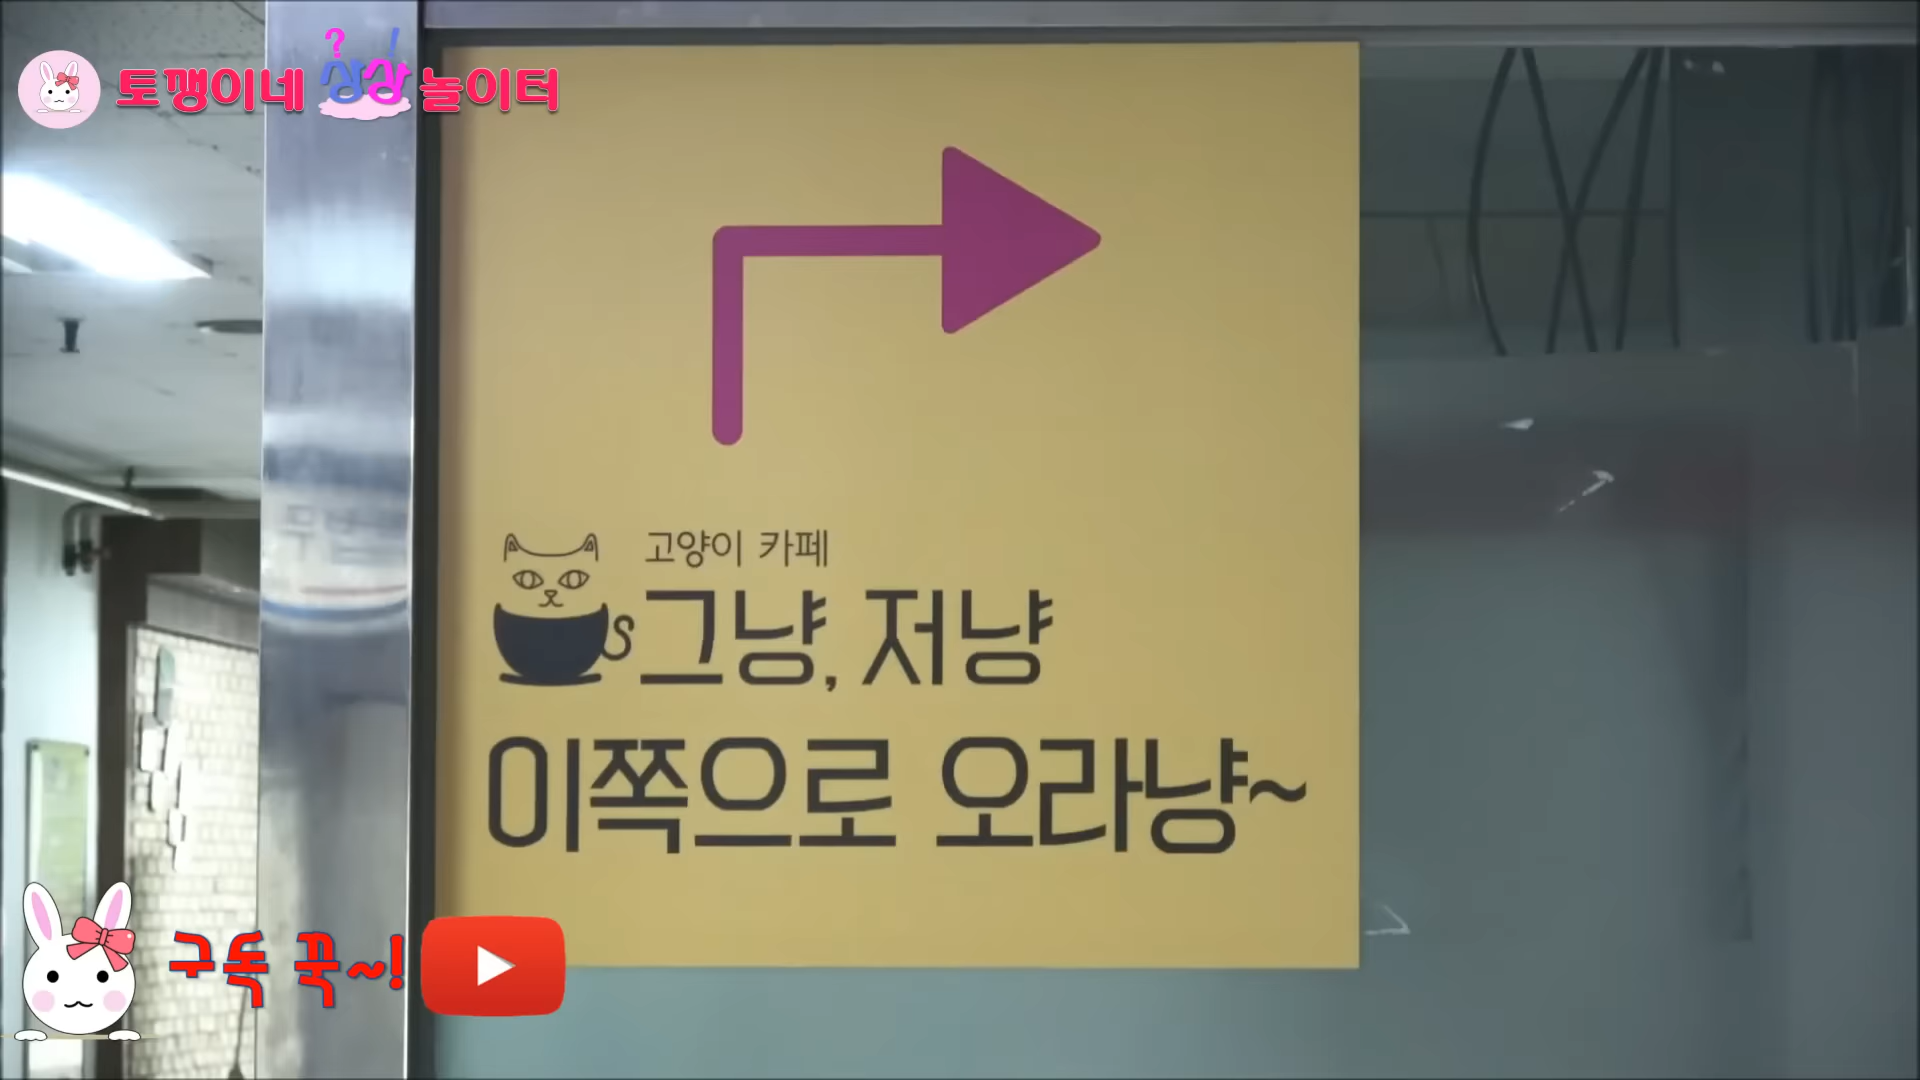 토깽이네 상상 놀이터
고양이 카페
그냥, 저냥
이쪽으로 오라냥~
구독 꾹~!